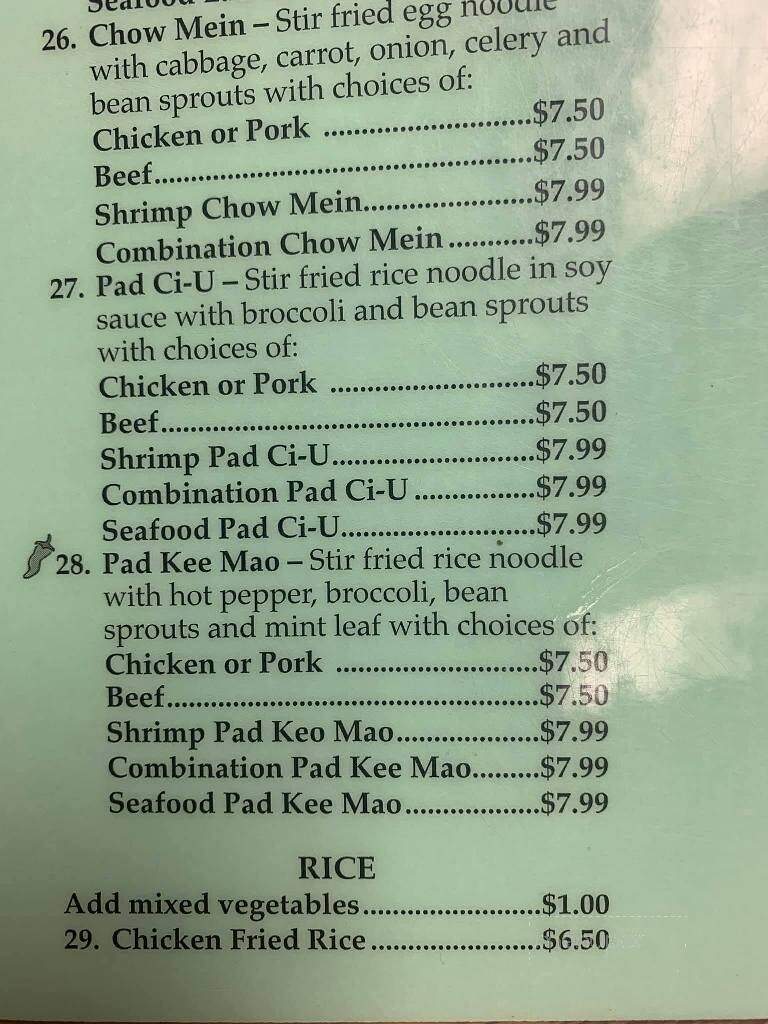 Seafood
26. Chow Mein – Stir fried egg noodle
with cabbage, carrot, onion, celery and
bean sprouts with choices of:
Chicken or Pork ............................$7.50
Beef.....................................................$7.50
Shrimp Chow Mein.......................$7.99
Combination Chow Mein ............$7.99
27. Pad Ci-U – Stir fried rice noodle in soy
sauce with broccoli and bean sprouts
with choices of:
Chicken or Pork ............................$7.50
Beef.....................................................$7.50
Shrimp Pad Ci-U............................$7.99
Combination Pad Ci-U ................$7.99
Seafood Pad Ci-U..........................$7.99
28. Pad Kee Mao – Stir fried rice noodle
with hot pepper, broccoli, bean
sprouts and mint leaf with choices of:
Chicken or Pork ...........................$7.50
Beef....................................................$7.50
Shrimp Pad Keo Mao...................$7.99
Combination Pad Kee Mao.........$7.99
Seafood Pad Kee Mao..................$7.99
RICE
Add mixed vegetables........................$1.00
29. Chicken Fried Rice .......................$6.50